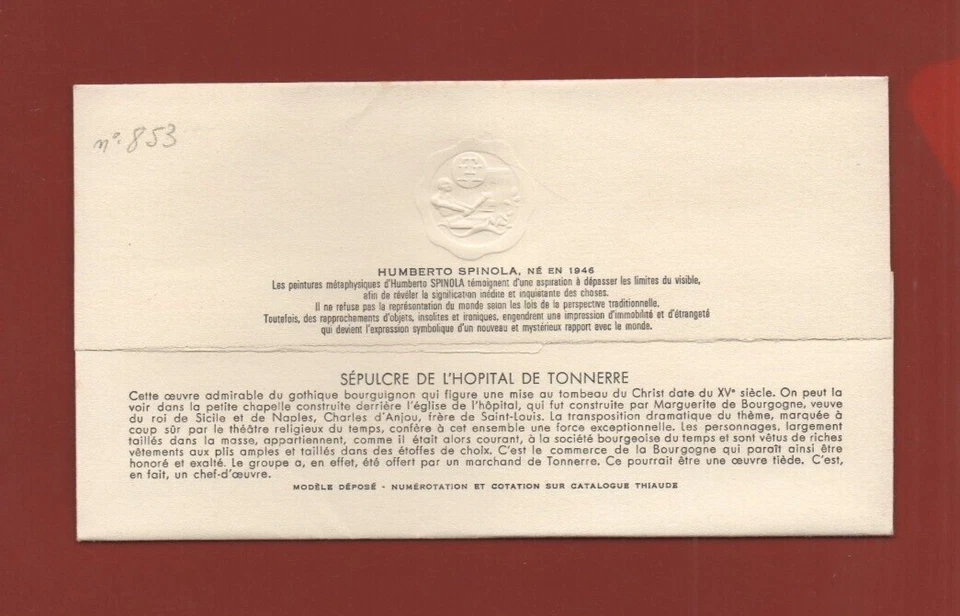 n°: 853
HUMBERTO SPINOLA, NÉ EN 1946
Les peintures métaphysiques d'Humberto SPINOLA témoignent d'une aspiration à dépasser les limites du visible,
afin de révéler la signification inédite et inquiétante des choses.
Il ne refuse pas la représentation du monde selon les lois de la perspective traditionnelle.
Toutefois, des rapprochements d'objets, insolites et ironiques, engendrent une impression d'immobilité et d'étrangeté
qui devient l'expression symbolique d'un nouveau et mystérieux rapport avec le monde.
SÉPULCRE DE L'HOPITAL DE TONNERRE
Cette œuvre admirable du gothique bourguignon qui figure une mise au tombeau du Christ date du XVe siècle. On peut la
voir dans la petite chapelle construite derrière l'église de l'hôpital, qui fut construite par Marguerite de Bourgogne, veuve
du roi de Sicile et de Naples, Charles d'Anjou, frère de Saint-Louis. La transposition dramatique du thème, marquée à
coup sûr par le théâtre religieux du temps, confère à cet ensemble une force exceptionnelle. Les personnages, largement
taillés dans la masse, appartiennent, comme il était alors courant, à la société bourgeoise du temps et sont vêtus de riches
vêtements aux plis amples et taillés dans des étoffes de choix. C'est le commerce de la Bourgogne qui paraît ainsi être
honoré et exalté. Le groupe a, en effet, été offert par un marchand de Tonnerre. Ce pourrait être une œuvre tiède. C'est,
en fait, un chef-d'œuvre.
MODÈLE DÉPOSÉ - NUMÉROTATION ET COTATION SUR CATALOGUE THIAUDE